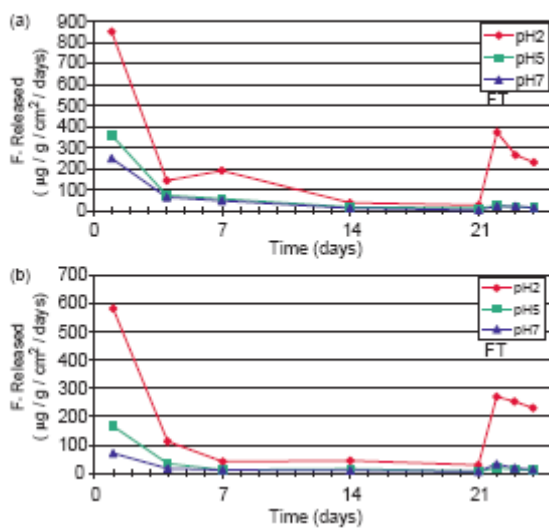 (a)
900
800
700
600
500
400
300
200
100
0
F. Released
( µg / g / cm² / days )
pH2
pH5
pH7
FT
0 7 14 21
Time (days)
(b)
700
600
500
400
300
200
100
0
F. Released
( µg / g / cm² / days )
pH2
pH5
pH7
FT
0 7 14 21
Time (days)